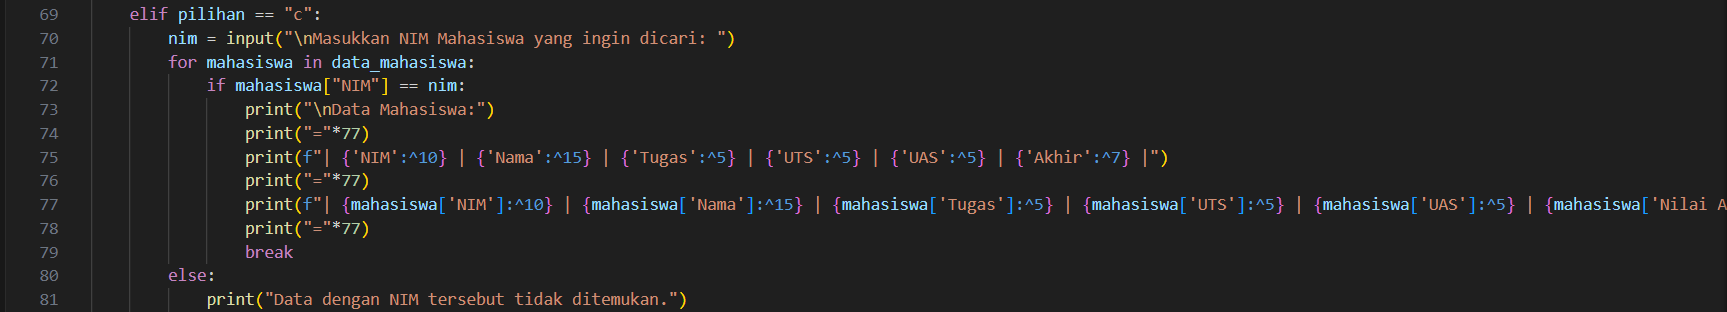 69 elif pilihan == "c":
70 nim = input("\nMasukkan NIM Mahasiswa yang ingin dicari: ")
71 for mahasiswa in data_mahasiswa:
72 if mahasiswa["NIM"] == nim:
73 print("\nData Mahasiswa:")
74 print("="*77)
75 print(f"| {'NIM':^10} | {'Nama':^15} | {'Tugas':^5} | {'UTS':^5} | {'UAS':^5} | {'Akhir':^7} |")
76 print("="*77)
77 print(f"| {mahasiswa['NIM']:^10} | {mahasiswa['Nama']:^15} | {mahasiswa['Tugas']:^5} | {mahasiswa['UTS']:^5} | {mahasiswa['UAS']:^5} | {mahasiswa['Nilai A
78 print("="*77)
79 break
80 else:
81 print("Data dengan NIM tersebut tidak ditemukan.")